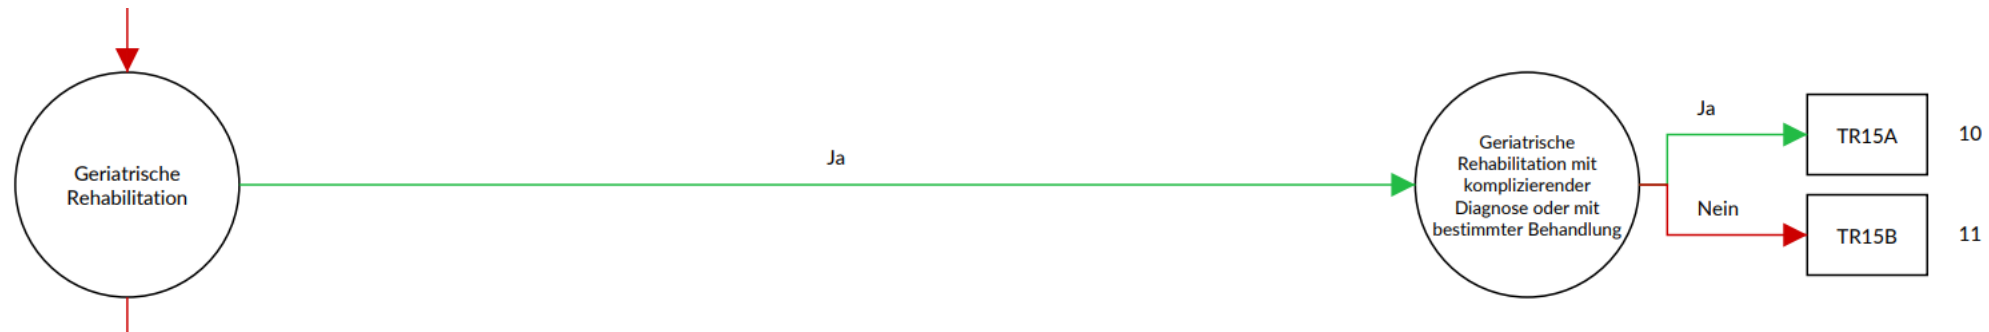 Geriatrische
Rehabilitation
Ja
Geriatrische
Rehabilitation mit
komplizierender
Diagnose oder mit
bestimmter Behandlung
Ja
TR15A
10
Nein
TR15B
11